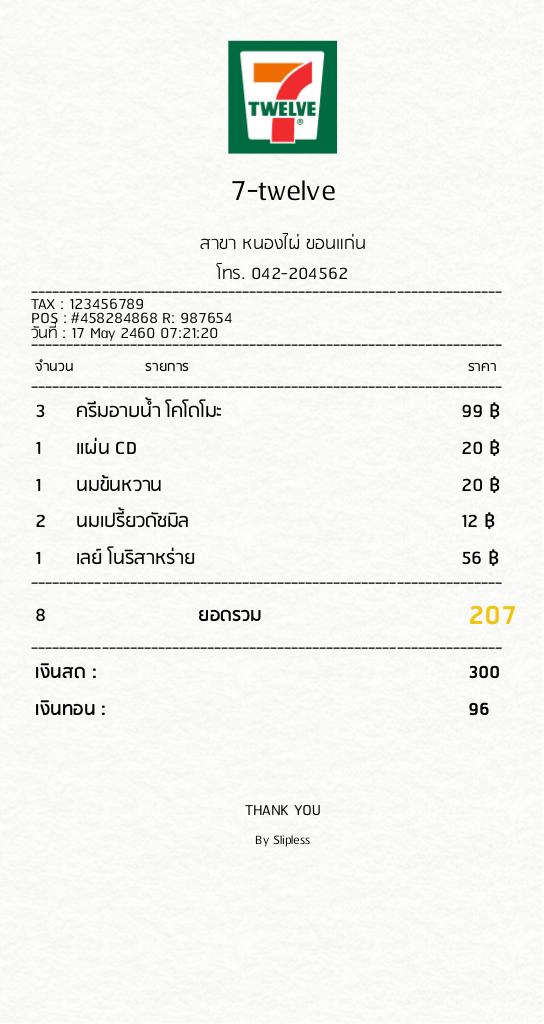 7
TWELVE
®
7-twelve
สาขา หนองไผ่ ขอนแก่น
โทร. 042-204562
TAX : 123456789
POS : #458284868 R: 987654
วันที่ : 17 May 2460 07:21:20
จำนวน รายการ ราคา
3 ครีมอาบน้ำ โคโดโมะ 99 ฿
1 แผ่น CD 20 ฿
1 นมข้นหวาน 20 ฿
2 นมเปรี้ยวดัชมิล 12 ฿
1 เลย์ โนริสาหร่าย 56 ฿
8 ยอดรวม 207
เงินสด : 300
เงินทอน : 96
THANK YOU
By Slipless